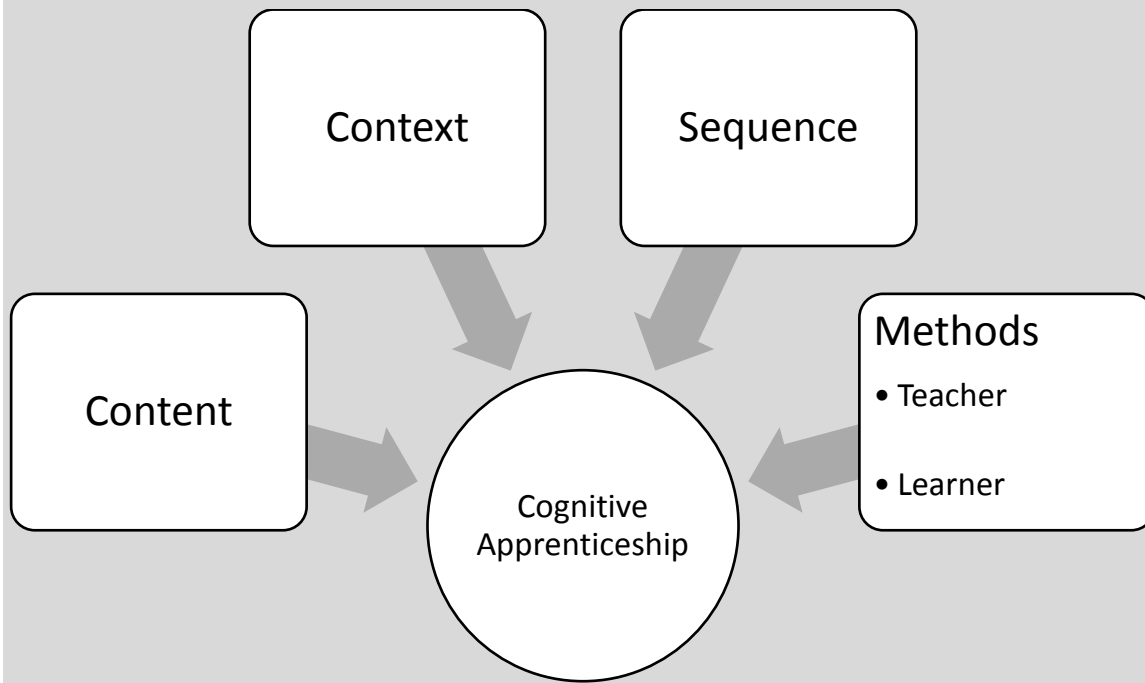 Context
Sequence
Content
Methods
• Teacher
• Learner
Cognitive
Apprenticeship